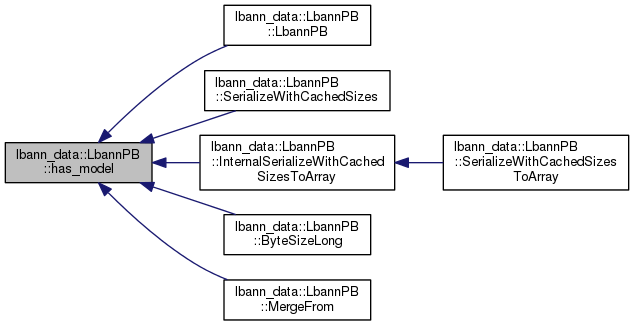 lbann_data::LbannPB
::LbannPB
lbann_data::LbannPB
::SerializeWithCachedSizes
lbann_data::LbannPB
::has_model
lbann_data::LbannPB
::InternalSerializeWithCached
SizesToArray
lbann_data::LbannPB
::SerializeWithCachedSizes
ToArray
lbann_data::LbannPB
::ByteSizeLong
lbann_data::LbannPB
::MergeFrom